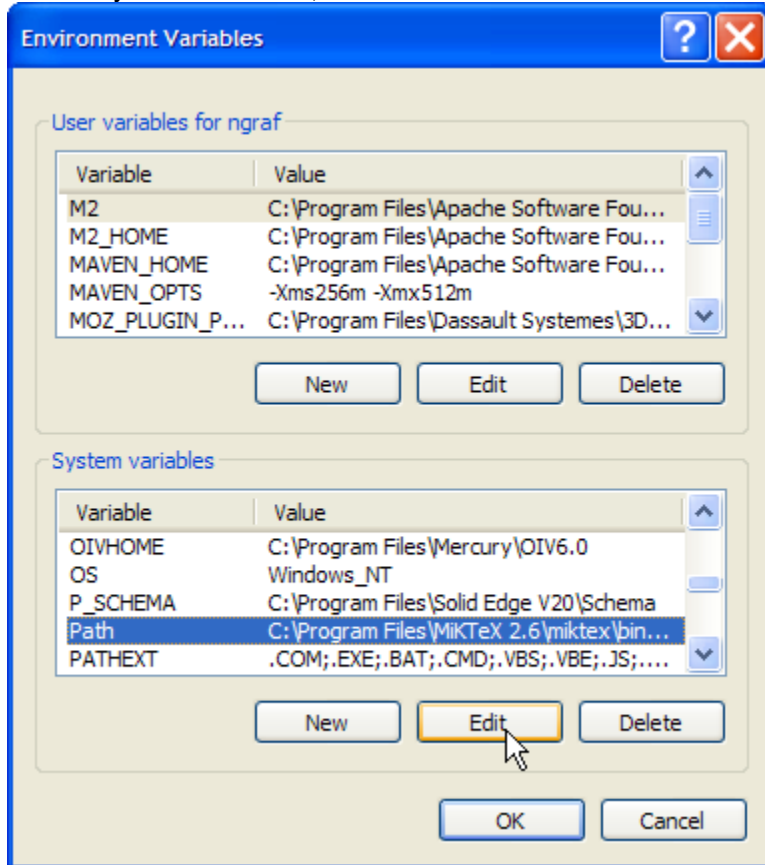 Environment Variables
User variables for ngraf
Variable Value
M2 C:\Program Files\Apache Software Fou...
M2_HOME C:\Program Files\Apache Software Fou...
MAVEN_HOME C:\Program Files\Apache Software Fou...
MAVEN_OPTS -Xms256m -Xmx512m
MOZ_PLUGIN_P... C:\Program Files\Dassault Systemes\3D...
New Edit Delete
System variables
Variable Value
OIVHOME C:\Program Files\Mercury\OIV6.0
OS Windows_NT
P_SCHEMA C:\Program Files\Solid Edge V20\Schema
Path C:\Program Files\MiKTeX 2.6\miktex\bin...
PATHEXT .COM;.EXE;.BAT;.CMD;.VBS;.VBE;.JS;....
New Edit Delete
OK Cancel